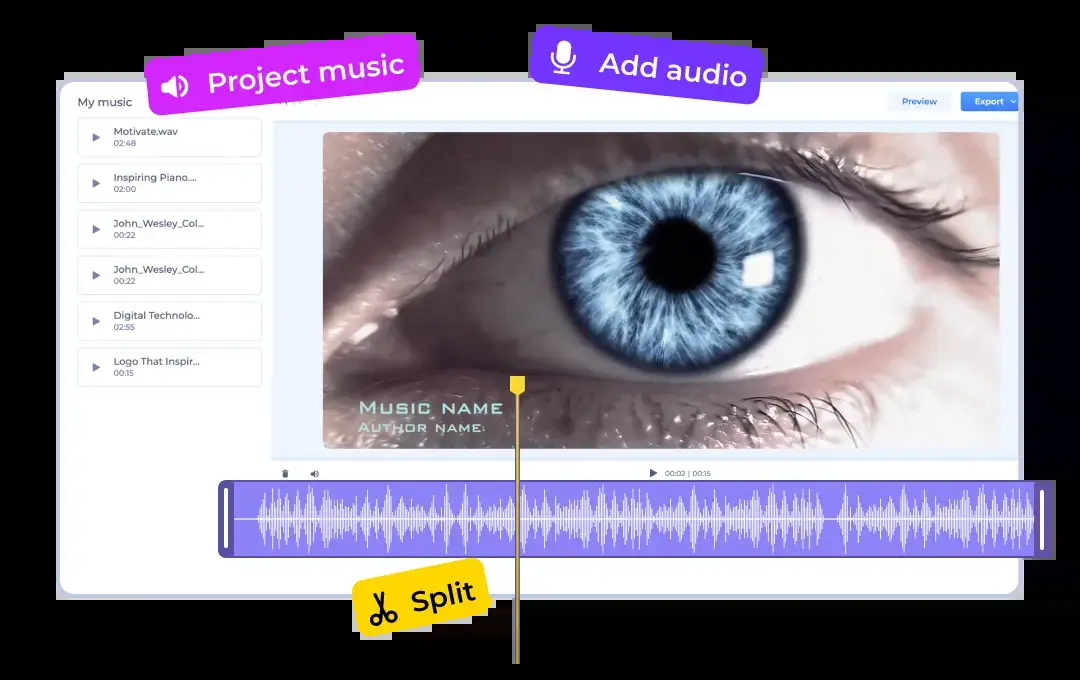 Project music
Add audio
My music
Preview
Export
Motivate.wav
02:48
Inspiring Piano....
02:00
John_Wesley_Col...
00:22
John_Wesley_Col...
00:22
Digital Technolo...
02:55
Logo That Inspir...
00:15
Music name
Author name
00:02 | 00:15
Split